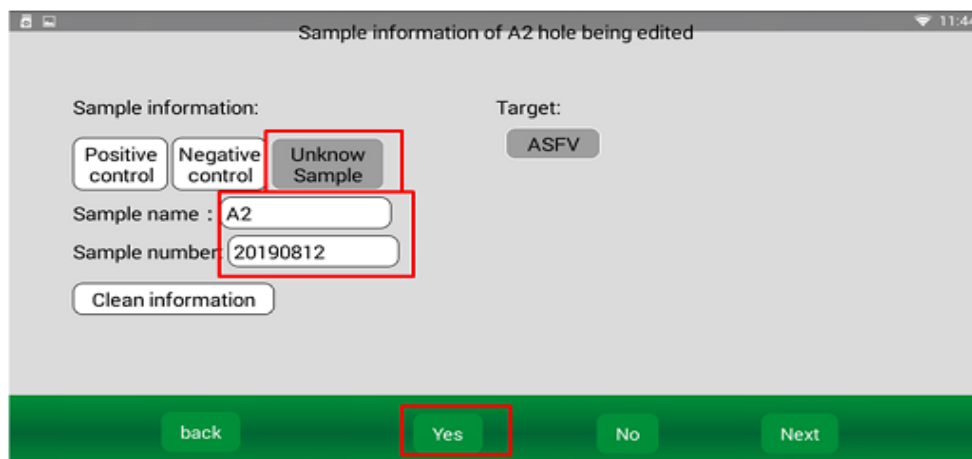 11:44
Sample information of A2 hole being edited
Sample information:
Target:
Positive control
Negative control
Unknow Sample
ASFV
Sample name : A2
Sample number: 20190812
Clean information
back
Yes
No
Next